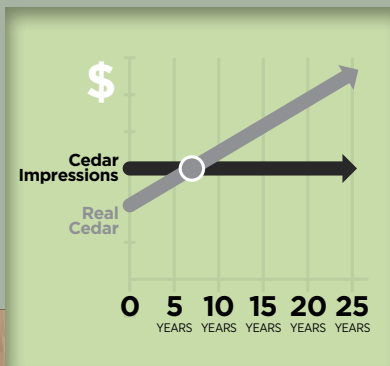 $
Cedar
Impressions
Real
Cedar
0 5 10 15 20 25
YEARS YEARS YEARS YEARS YEARS